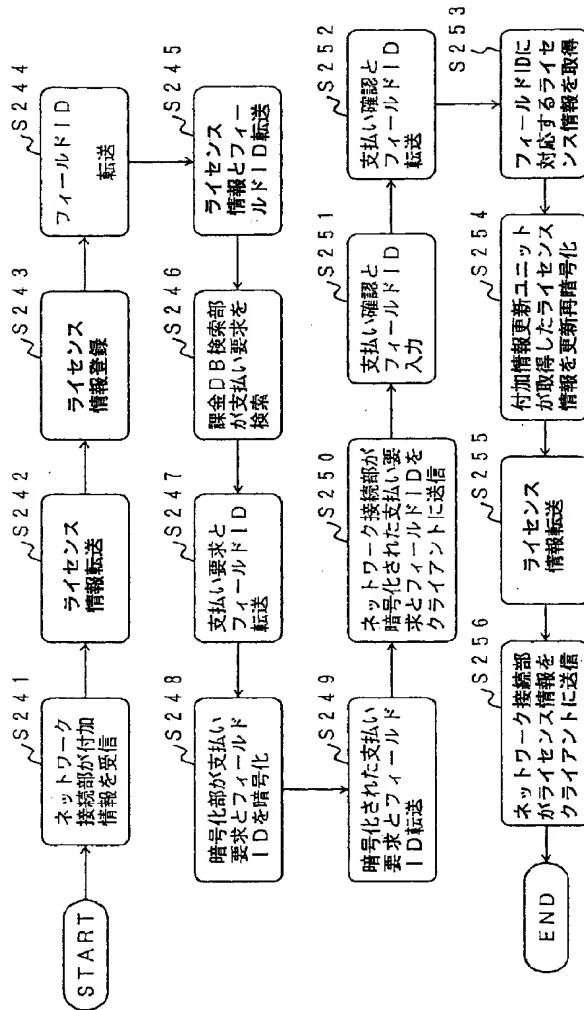 START
S241
ネットワーク
接続部が付加
情報を受信
S242
ライセンス
情報転送
S243
ライセンス
情報登録
S244
フィールドID
転送
S245
ライセンス
情報とフィー
ルドID転送
S246
課金DB検索部
が支払い要求を
検索
S247
支払い要求と
フィールドID
転送
S248
暗号化部が支払い
要求とフィールド
IDを暗号化
S249
暗号化された支払い
要求とフィールド
ID転送
S250
ネットワーク接続部が
暗号化された支払い要
求とフィールドIDを
クライアントに送信
S251
支払い確認と
フィールドID
入力
S252
支払い確認と
フィールドID
転送
S253
フィールドIDに
対応するライセ
ンス情報を取得
S254
付加情報更新ユニット
が取得したライセンス
情報を更新再暗号化
S255
ライセンス
情報転送
S256
ネットワーク接続部
がライセンス情報を
クライアントに送信
END